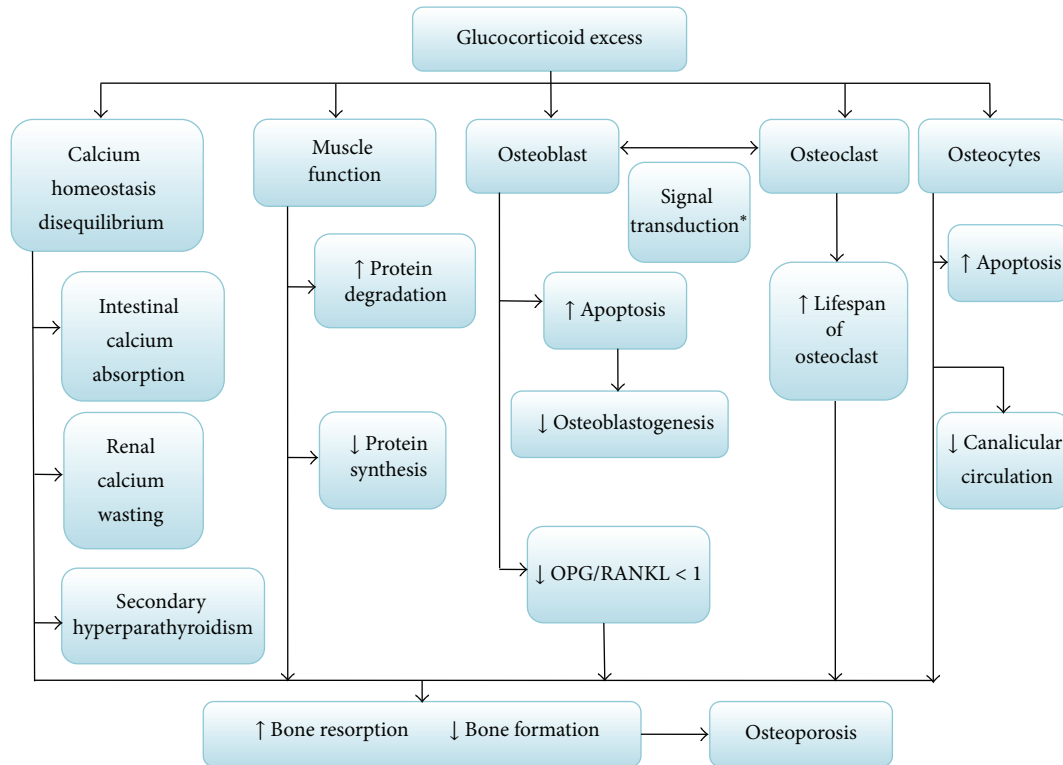 Glucocorticoid excess
Calcium
homeostasis
disequilibrium
Muscle
function
Osteoblast
Signal
transduction*
Osteoclast
Osteocytes
↑ Protein
degradation
↑ Apoptosis
↑ Lifespan
of
osteoclast
↑ Apoptosis
Intestinal
calcium
absorption
↓ Osteoblastogenesis
Renal
calcium
wasting
↓ Protein
synthesis
↓ Canalicular
circulation
↓ OPG/RANKL < 1
Secondary
hyperparathyroidism
↑ Bone resorption ↓ Bone formation
Osteoporosis